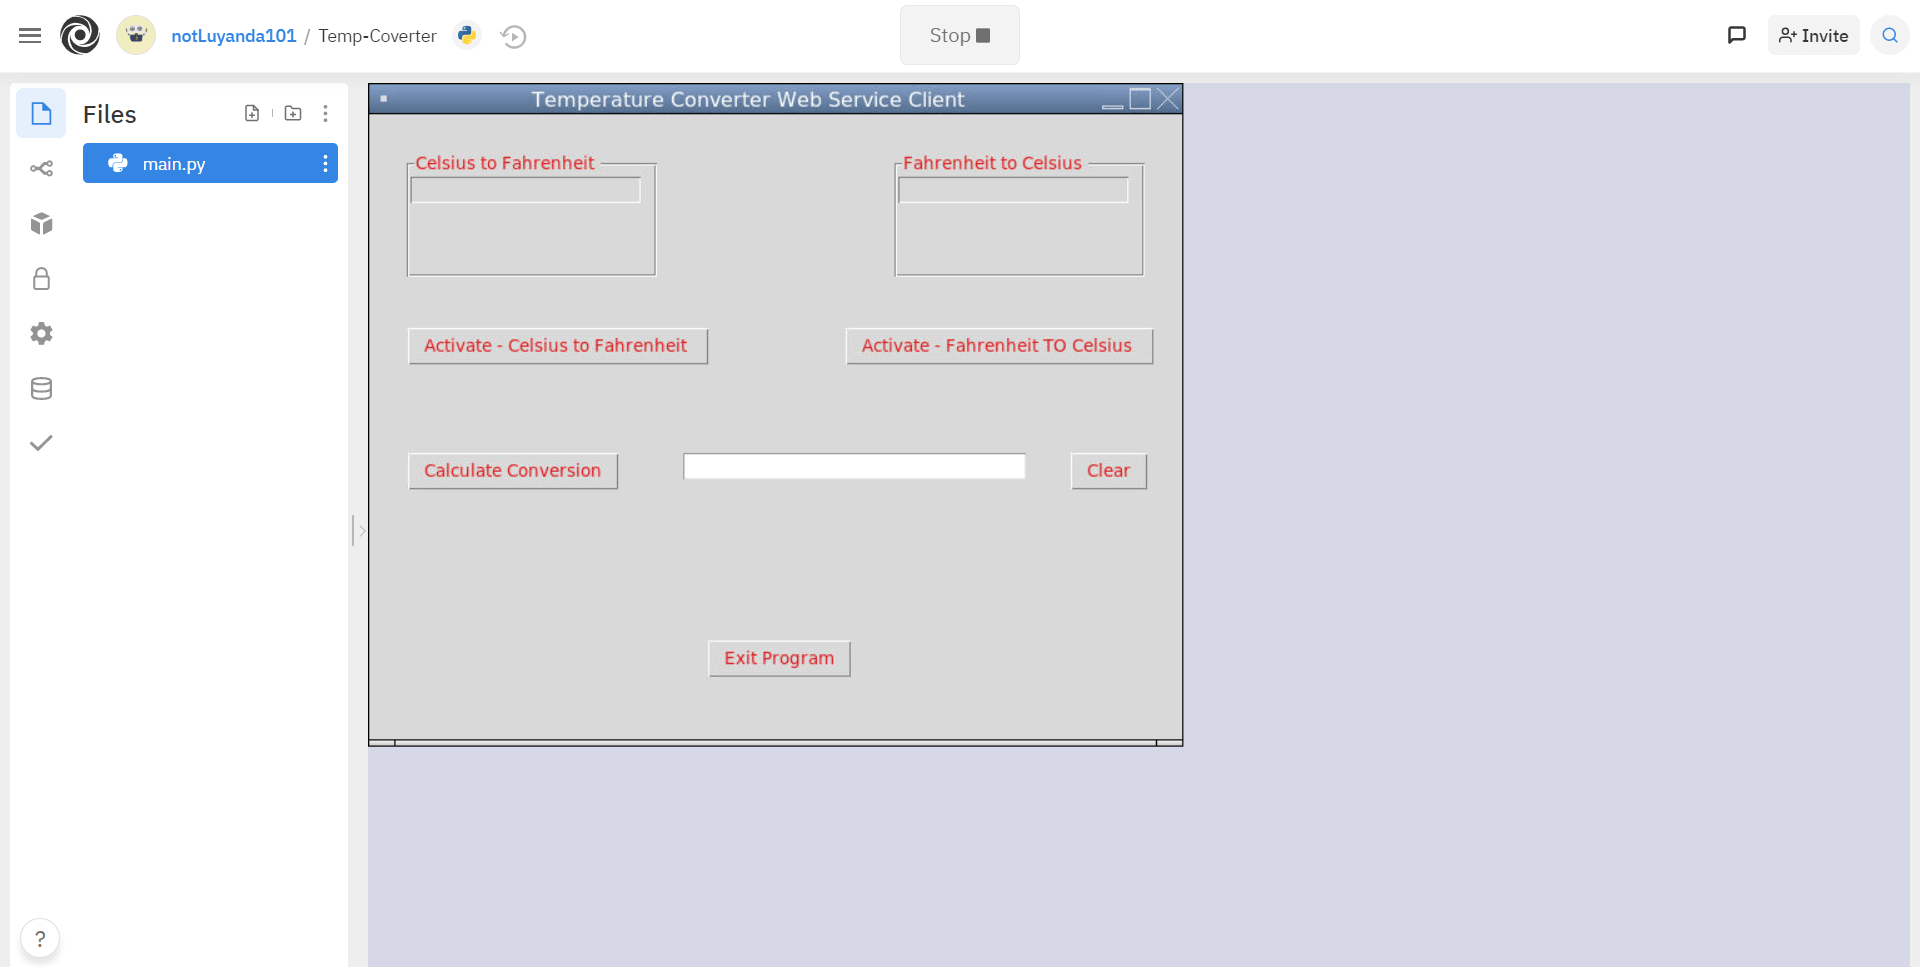 notLuyanda101 / Temp-Coverter
Stop
Invite
Files
main.py
Temperature Converter Web Service Client
Celsius to Fahrenheit
Fahrenheit to Celsius
Activate - Celsius to Fahrenheit
Activate - Fahrenheit TO Celsius
Calculate Conversion
Clear
Exit Program
?